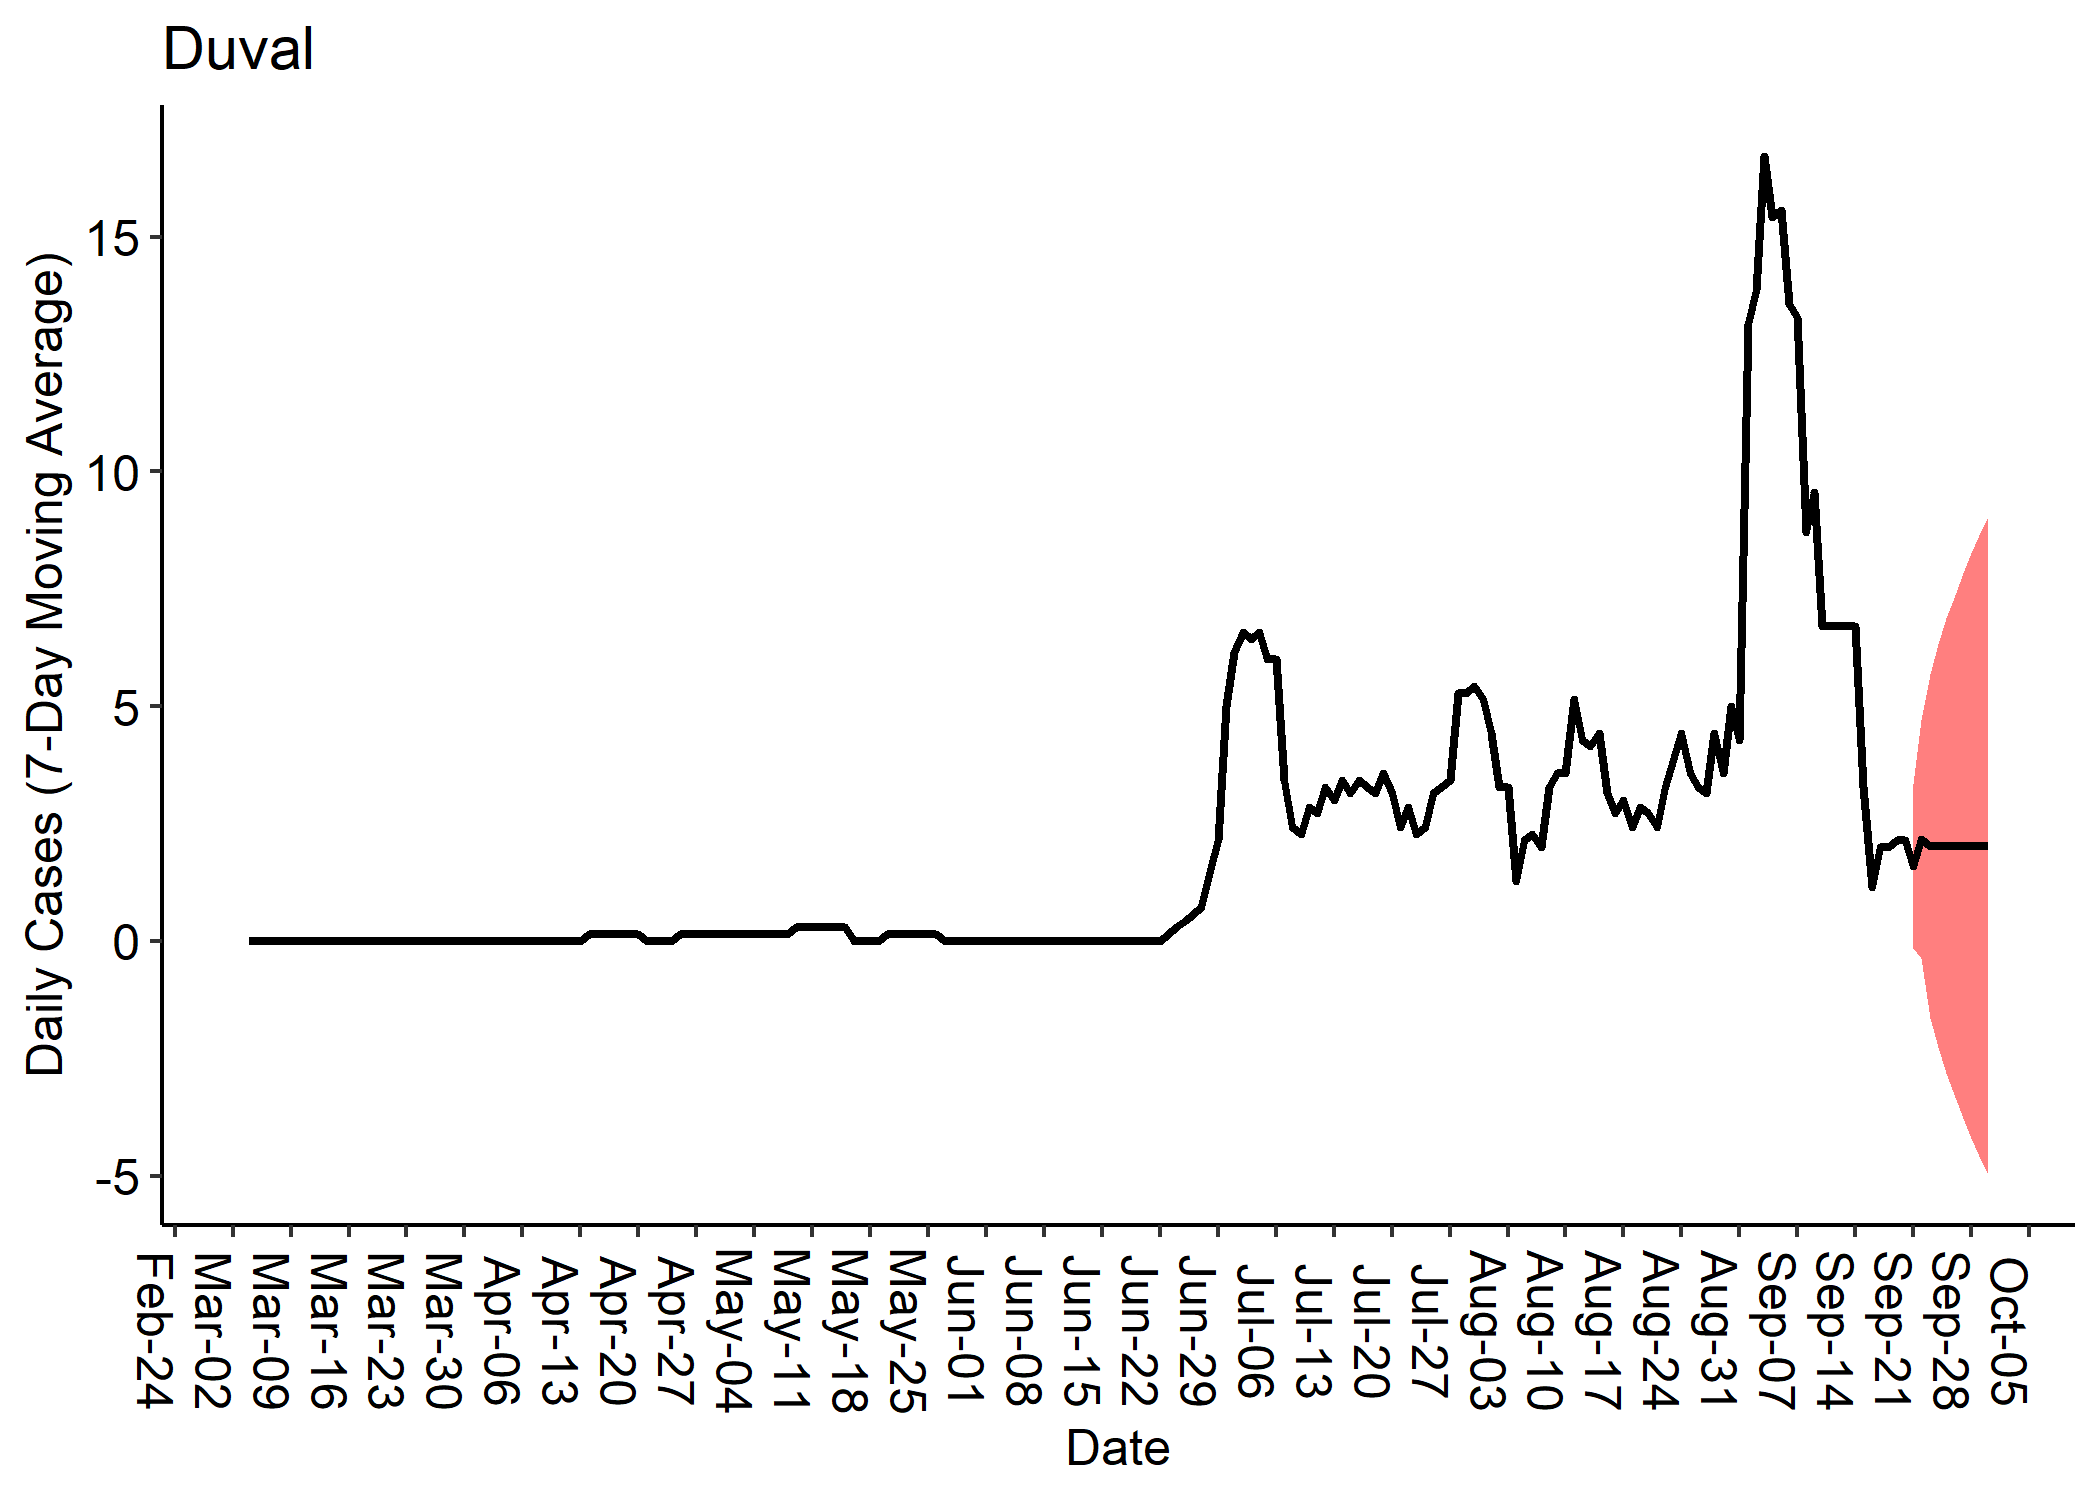 Duval
Daily Cases (7-Day Moving Average)
15
10
5
0
-5
Feb-24
Mar-02
Mar-09
Mar-16
Mar-23
Mar-30
Apr-06
Apr-13
Apr-20
Apr-27
May-04
May-11
May-18
May-25
Jun-01
Jun-08
Jun-15
Jun-22
Jun-29
Jul-06
Jul-13
Jul-20
Jul-27
Aug-03
Aug-10
Aug-17
Aug-24
Aug-31
Sep-07
Sep-14
Sep-21
Sep-28
Oct-05
Date